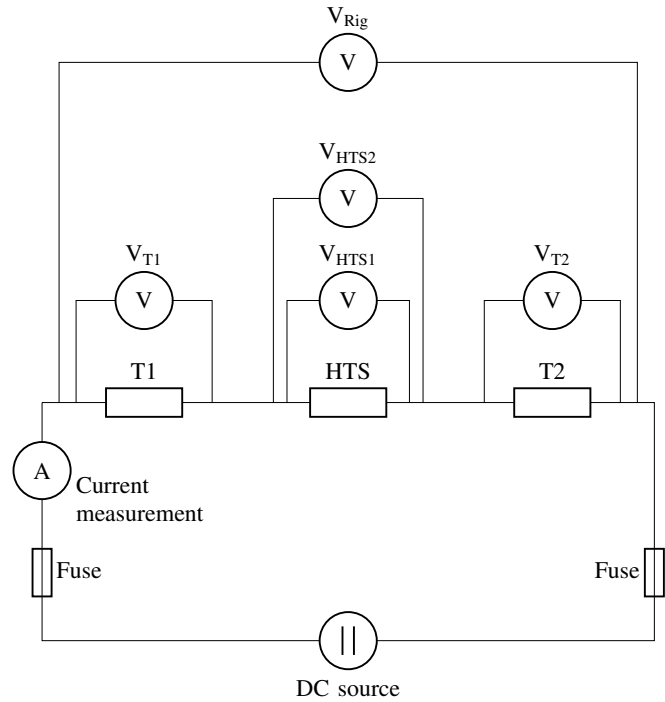 V_Rig
V
V_HTS2
V
V_T1
V_HTS1
V_T2
V
V
V
T1
HTS
T2
A
Current
measurement
Fuse
Fuse
DC source